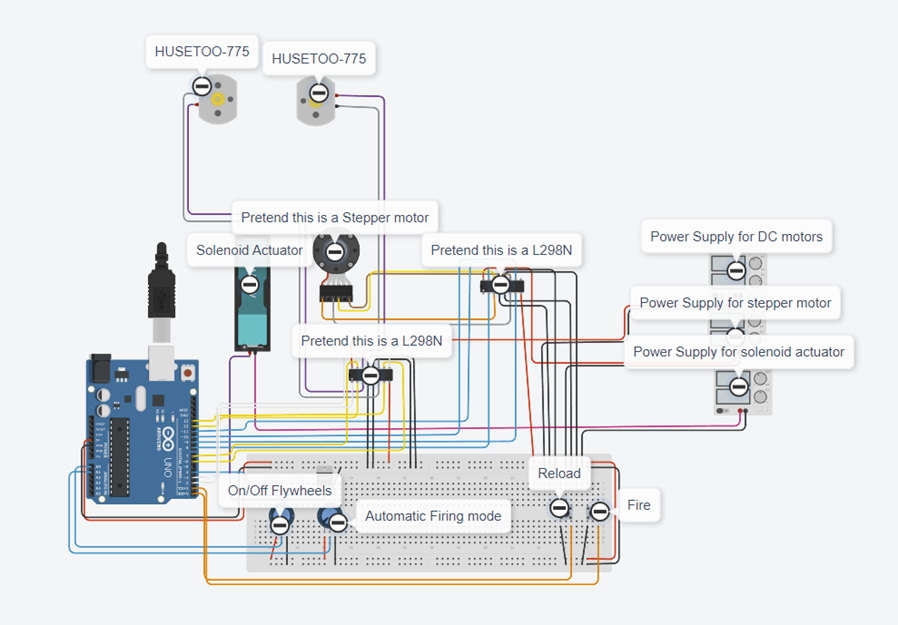 HUSETOO-775
HUSETOO-775
Pretend this is a Stepper motor
Solenoid Actuator
Pretend this is a L298N
Power Supply for DC motors
Power Supply for stepper motor
Pretend this is a L298N
Power Supply for solenoid actuator
ARDUINO
UNO
Reload
On/Off Flywheels
Fire
Automatic Firing mode